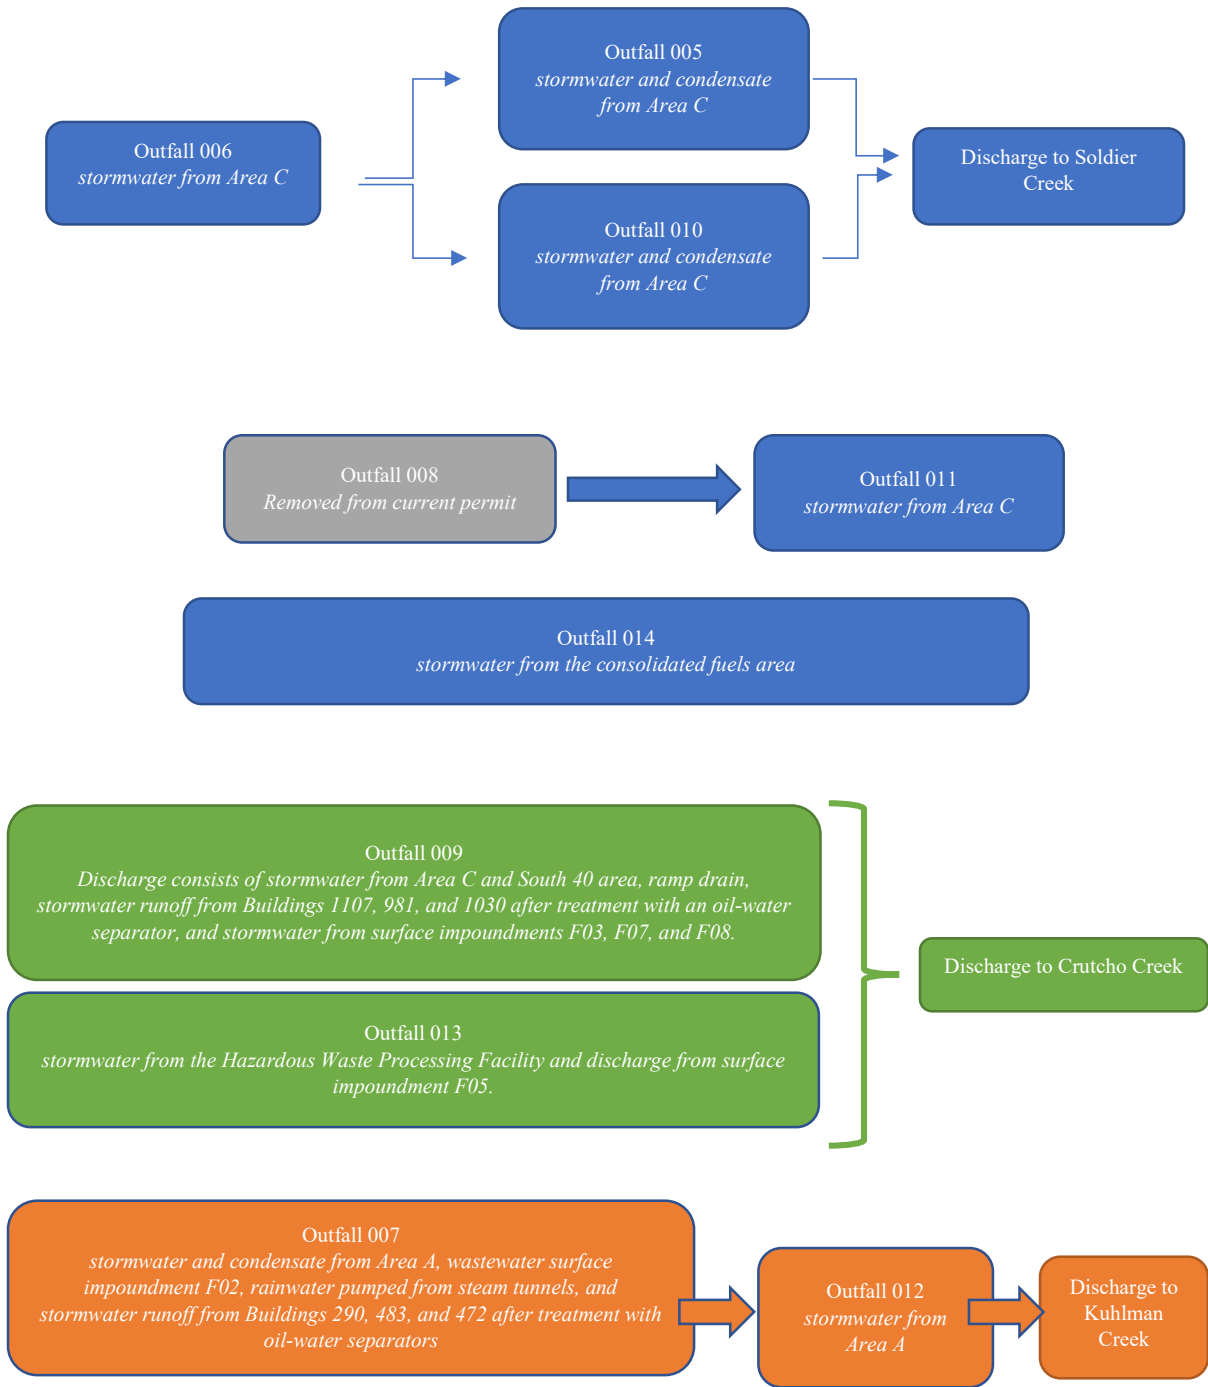 Outfall 005
stormwater and condensate
from Area C
Outfall 006
stormwater from Area C
Discharge to Soldier
Creek
Outfall 010
stormwater and condensate
from Area C
Outfall 008
Removed from current permit
Outfall 011
stormwater from Area C
Outfall 014
stormwater from the consolidated fuels area
Outfall 009
Discharge consists of stormwater from Area C and South 40 area, ramp drain,
stormwater runoff from Buildings 1107, 981, and 1030 after treatment with an oil-water
separator, and stormwater from surface impoundments F03, F07, and F08.
Discharge to Crutcho Creek
Outfall 013
stormwater from the Hazardous Waste Processing Facility and discharge from surface
impoundment F05.
Outfall 007
stormwater and condensate from Area A, wastewater surface
impoundment F02, rainwater pumped from steam tunnels, and
stormwater runoff from Buildings 290, 483, and 472 after treatment with
oil-water separators
Outfall 012
stormwater from
Area A
Discharge to
Kuhlman
Creek